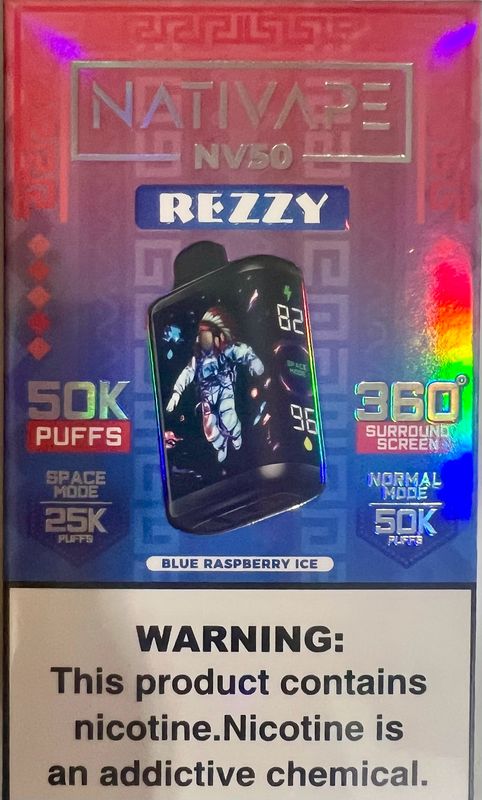 NATIVAPE
NV50
REZZY
82
SPACE
MODE
96
50K
PUFFS
360°
SURROUND
SCREEN
SPACE
MODE
25K
PUFFS
NORMAL
MODE
50K
PUFFS
BLUE RASPBERRY ICE
WARNING:
This product contains
nicotine.Nicotine is
an addictive chemical.